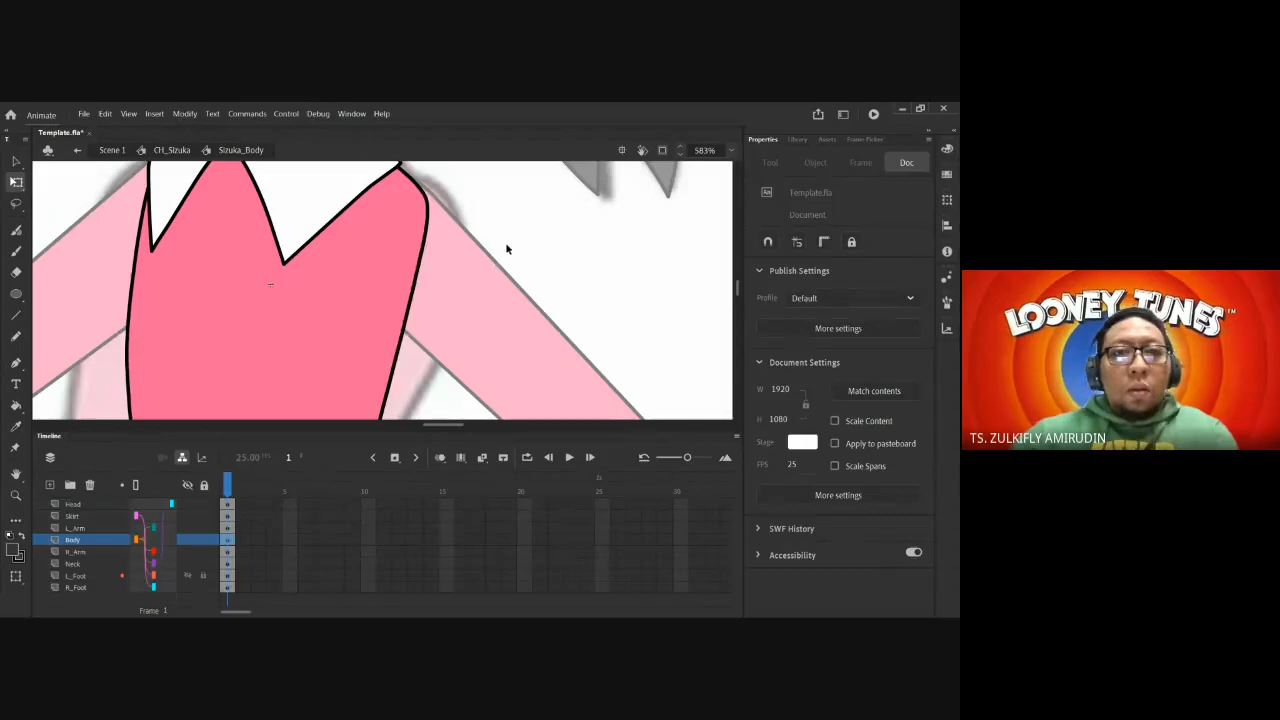 Animate File Edit View Insert Modify Text Commands Control Debug Window Help
Template.fla* ×
Scene 1 CH_Sizuka Sizuka_Body 583%
Properties Library Assets Frame Picker
Tool Object Frame Doc
An Template.fla
Document
Publish Settings
Profile Default
More settings
Document Settings
W 1920 Match contents
H 1080 Scale Content
Stage Apply to pasteboard
FPS 25 Scale Spans
More settings
SWF History
Accessibility
Timeline
25.00 FPS 1 F
1s
5 10 15 20 25 30
Head
Skirt
L_Arm
Body
R_Arm
Neck
L_Foot
R_Foot
Frame 1
LOONEY TUNES™
TS. ZULKIFLY AMIRUDIN